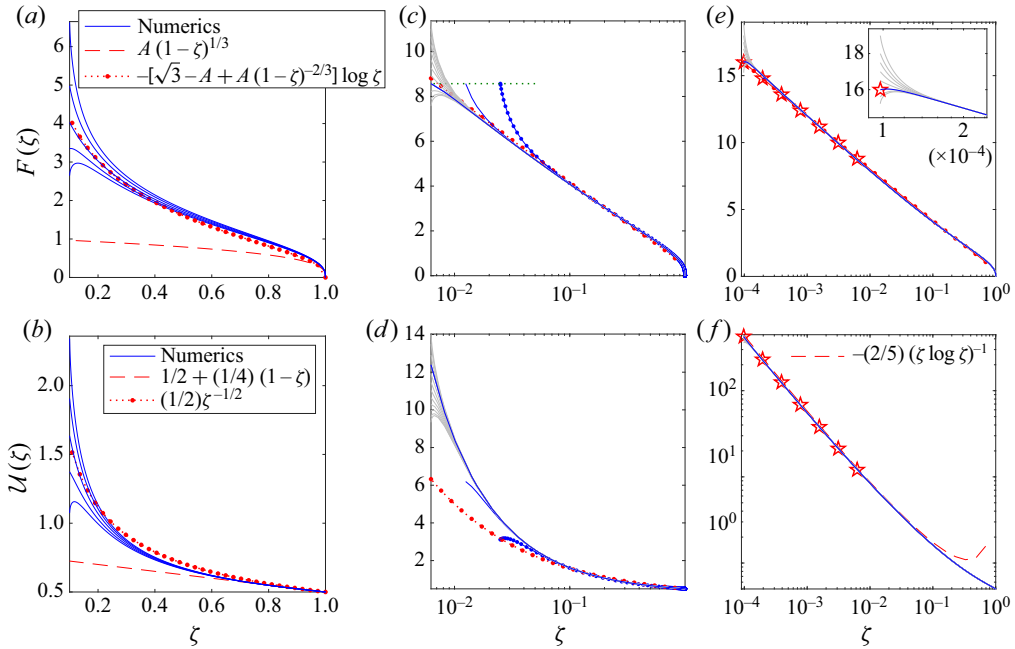 (a)
Numerics
A (1 – ζ)^{1/3}
–[√3 – A + A (1 – ζ)^{-2/3}] log ζ
F(ζ)
7
6
5
4
3
2
1
0
0.2 0.4 0.6 0.8 1.0
(c)
10
8
6
4
2
0
10^{-2} 10^{-1}
(e)
15
10
5
0
10^{-4} 10^{-3} 10^{-2} 10^{-1} 10^{0}
18
16
1 2
(×10^{-4})
(b)
Numerics
1/2 + (1/4) (1 – ζ)
(1/2)ζ^{-1/2}
U(ζ)
2.0
1.5
1.0
0.5
0.2 0.4 0.6 0.8 1.0
ζ
(d)
14
12
10
8
6
4
2
10^{-2} 10^{-1}
ζ
(f)
–(2/5) (ζ log ζ)^{-1}
10^{2}
10^{1}
10^{0}
10^{-4} 10^{-3} 10^{-2} 10^{-1} 10^{0}
ζ